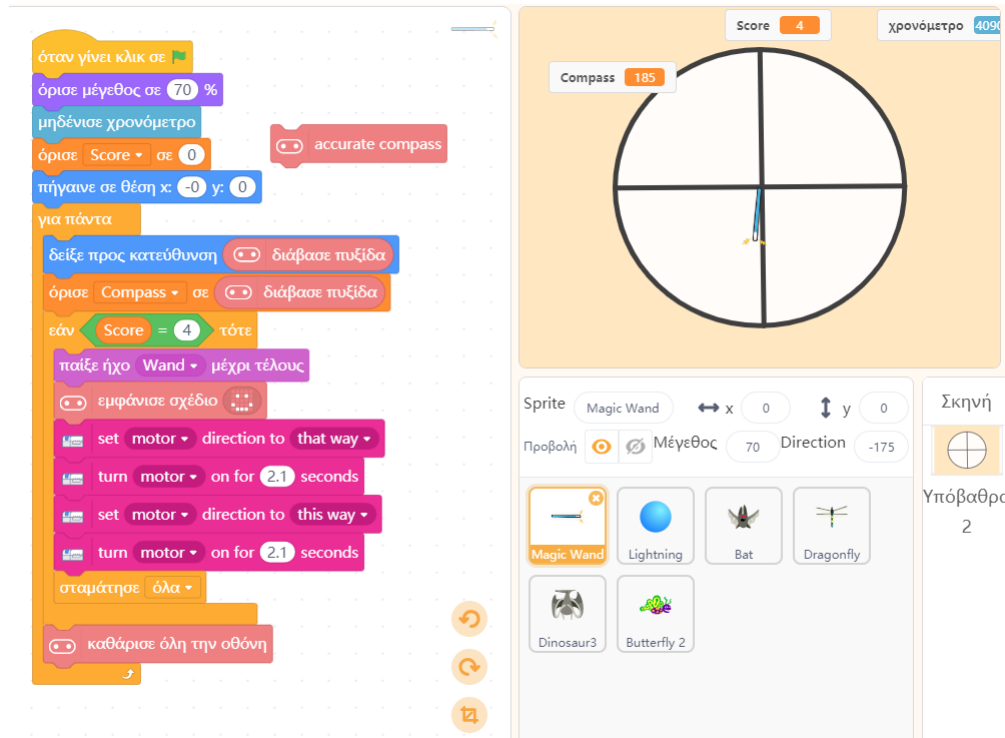 όταν γίνει κλικ σε
όρισε μέγεθος σε 70 %
μηδένισε χρονόμετρο
όρισε Score σε 0
πήγαινε σε θέση x: -0 y: 0
για πάντα
δείξε προς κατεύθυνση διάβασε πυξίδα
όρισε Compass σε διάβασε πυξίδα
εάν Score = 4 τότε
παίξε ήχο Wand μέχρι τέλους
εμφάνισε σχέδιο
set motor direction to that way
turn motor on for 2.1 seconds
set motor direction to this way
turn motor on for 2.1 seconds
σταμάτησε όλα
καθάρισε όλη την οθόνη
accurate compass
Score 4
χρονόμετρο 4090
Compass 185
Sprite Magic Wand x 0 y 0
Προβολή Μέγεθος 70 Direction -175
Magic Wand
Lightning
Bat
Dragonfly
Dinosaur3
Butterfly 2
Σκηνή
Υπόβαθρο
2